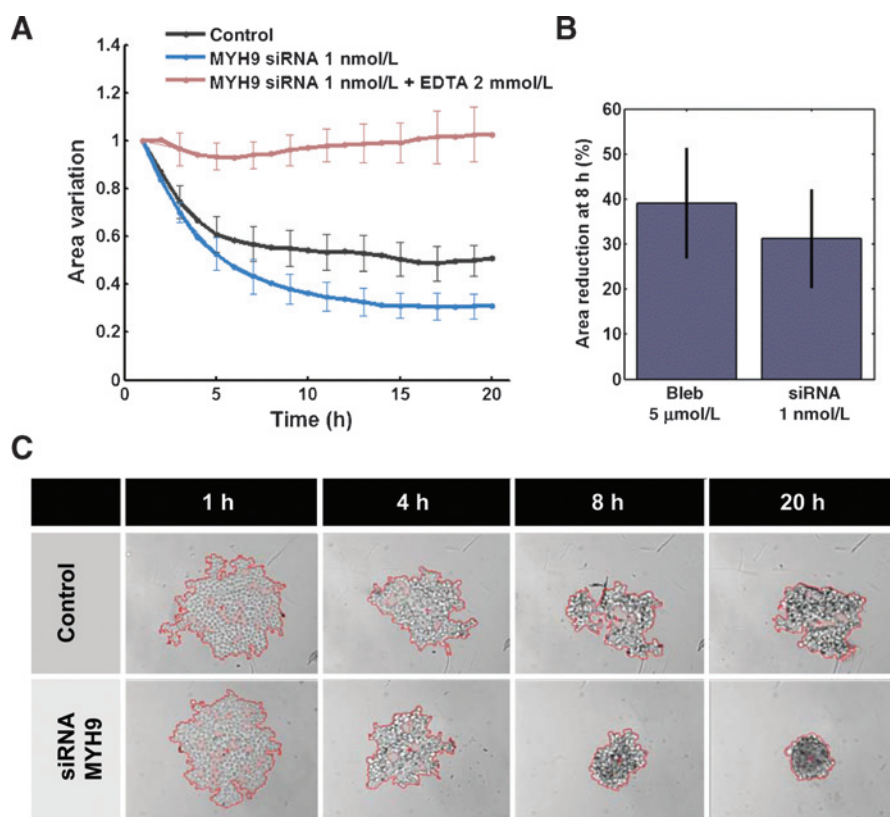 A
Control
MYH9 siRNA 1 nmol/L
MYH9 siRNA 1 nmol/L + EDTA 2 mmol/L
1.4
1.2
1
0.8
0.6
0.4
0.2
0
Area variation
0
5
10
15
20
Time (h)
B
60
50
40
30
20
10
0
Area reduction at 8 h (%)
Bleb
5 μmol/L
siRNA
1 nmol/L
C
1 h
4 h
8 h
20 h
Control
siRNA
MYH9